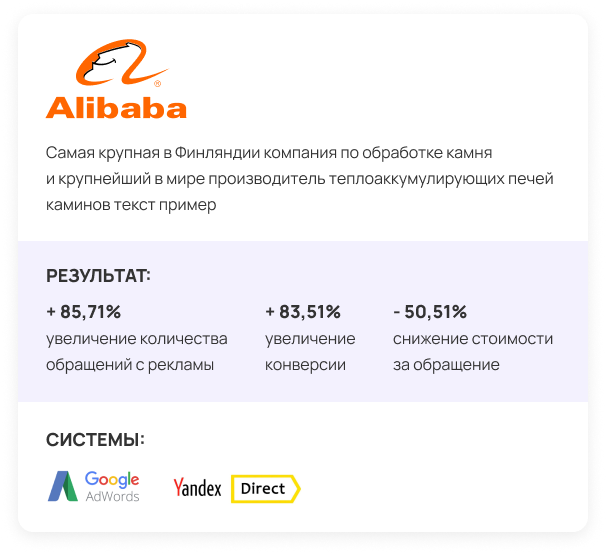 ®
Alibaba
Самая крупная в Финляндии компания по обработке камня
и крупнейший в мире производитель теплоаккумулирующих печей
каминов текст пример
РЕЗУЛЬТАТ:
+ 85,71% + 83,51% - 50,51%
увеличение количества увеличение снижение стоимости
обращений с рекламы конверсии за обращение
СИСТЕМЫ:
Google Yandex Direct
AdWords